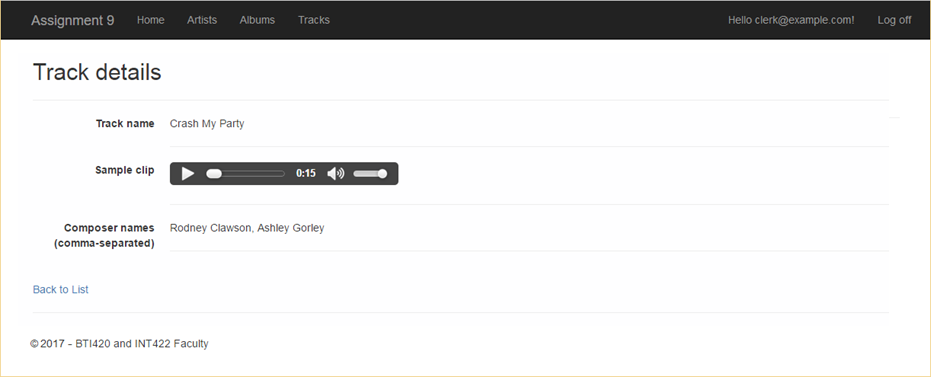 Assignment 9 Home Artists Albums Tracks Hello clerk@example.com! Log off
Track details
Track name Crash My Party
Sample clip 0:15
Composer names Rodney Clawson, Ashley Gorley
(comma-separated)
Back to List
© 2017 - BTI420 and INT422 Faculty